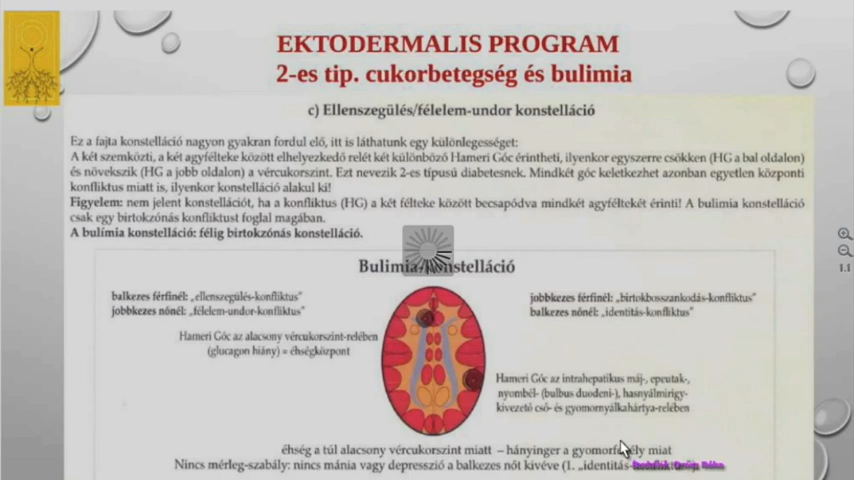 EKTODERMALIS PROGRAM
2-es tip. cukorbetegség és bulimia
c) Ellenszegülés/félelem-undor konstelláció
Ez a fajta konstelláció nagyon gyakran fordul elő, itt is láthatunk egy különlegességet:
A két szemközti, a két agyfélteke között elhelyezkedő relét két különböző Hameri Góc érintheti, ilyenkor egyszerre csökken (HG a bal oldalon)
és növekszik (HG a jobb oldalon) a vércukorszint. Ezt nevezik 2-es típusú diabetesnek. Mindkét góc keletkezhet azonban egyetlen központi
konfliktus miatt is, ilyenkor konstelláció alakul ki!
Figyelem: nem jelent konstellációt, ha a konfliktus (HG) a két félteke között becsapódva mindkét agyféltekét érinti! A bulimia konstelláció
csak egy birtokzónás konfliktust foglal magában.
A bulímia konstelláció: félig birtokzónás konstelláció.
Bulimia-konstelláció
balkezes férfinél: „ellenszegülés-konfliktus”
jobbkezes nőnél: „félelem-undor-konfliktus”
jobbkezes férfinél: „birtokbosszankodás-konfliktus”
balkezes nőnél: „identitás-konfliktus”
Hameri Góc az alacsony vércukorszint-relében
(glucagon hiány) = éhségközpont
Hameri Góc az intrahepatikus máj-, epeutak-,
nyombél- (bulbus duodeni-), hasnyálmirigy-
kivezető cső- és gyomornyálkahártya-relében
éhség a túl alacsony vércukorszint miatt – hányinger a miat
Nincs mérleg-szabály: nincs mánia vagy depresszió a balkezes nőt kivéve (1.
1.1